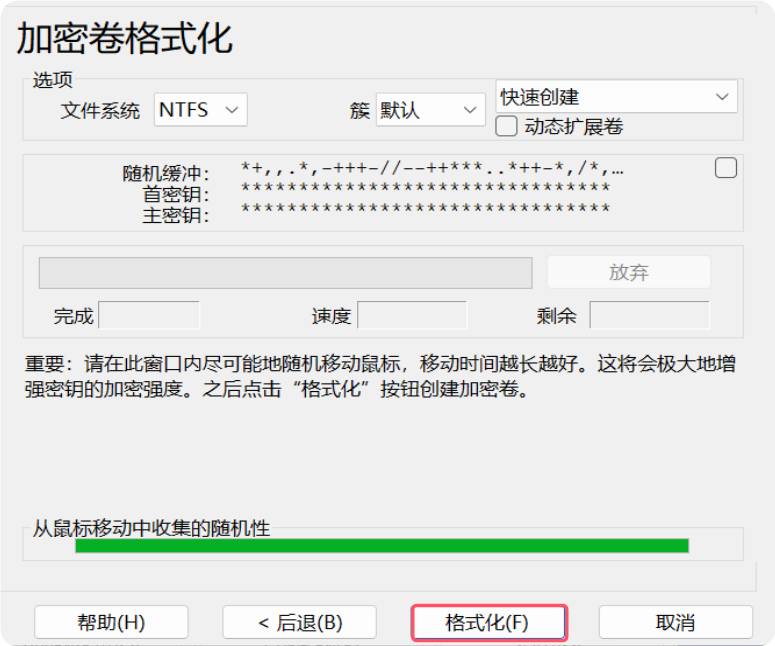 加密卷格式化
选项
文件系统 NTFS 簇 默认 快速创建
动态扩展卷
随机缓冲： *+,,.*,-+++-//--++***..*++-*,/*,…
首密钥： ********************************
主密钥： ********************************
放弃
完成 速度 剩余
重要：请在此窗口内尽可能地随机移动鼠标，移动时间越长越好。这将会极大地增
强密钥的加密强度。之后点击“格式化”按钮创建加密卷。
从鼠标移动中收集的随机性
帮助(H) < 后退(B) 格式化(F) 取消